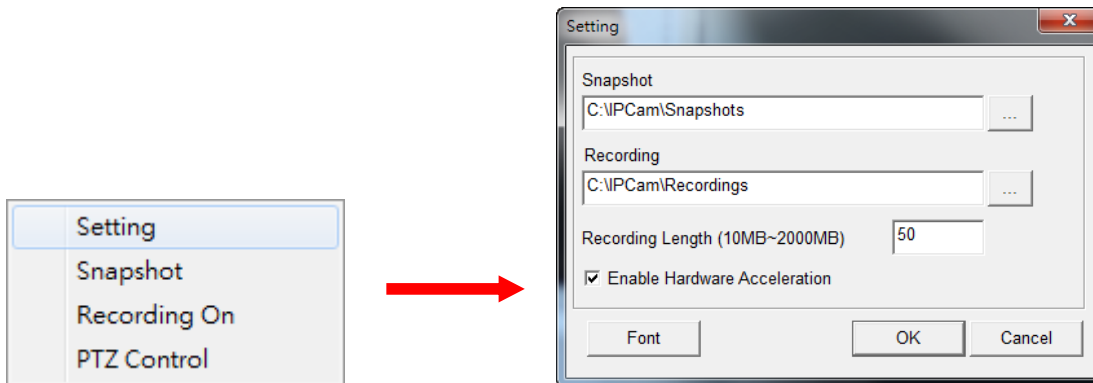 Setting
Snapshot
Recording On
PTZ Control
Setting
Snapshot
C:\IPCam\Snapshots
...
Recording
C:\IPCam\Recordings
...
Recording Length (10MB~2000MB) 50
Enable Hardware Acceleration
Font OK Cancel